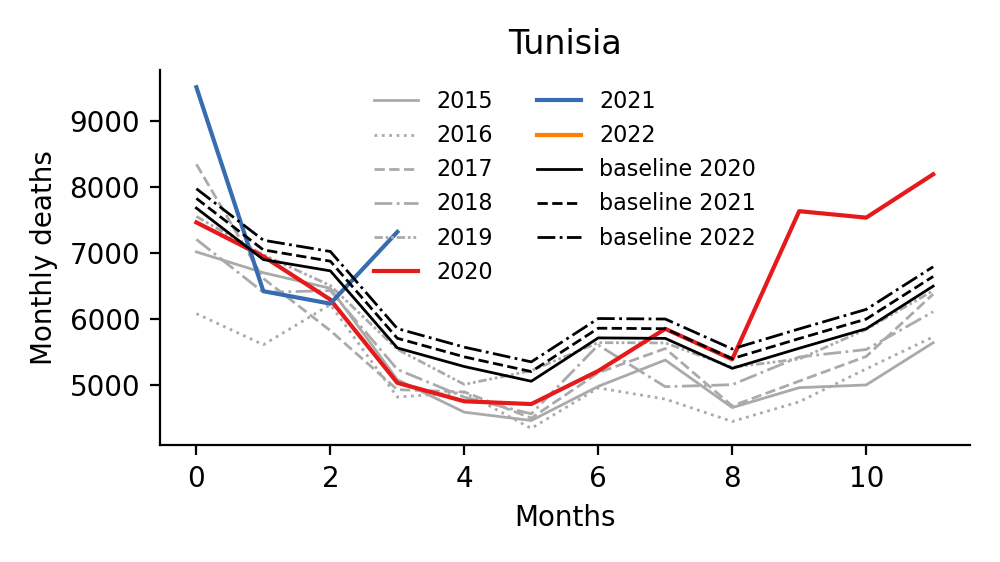 Tunisia
Monthly deaths
9000
8000
7000
6000
5000
2015
2016
2017
2018
2019
2020
2021
2022
baseline 2020
baseline 2021
baseline 2022
0 2 4 6 8 10
Months